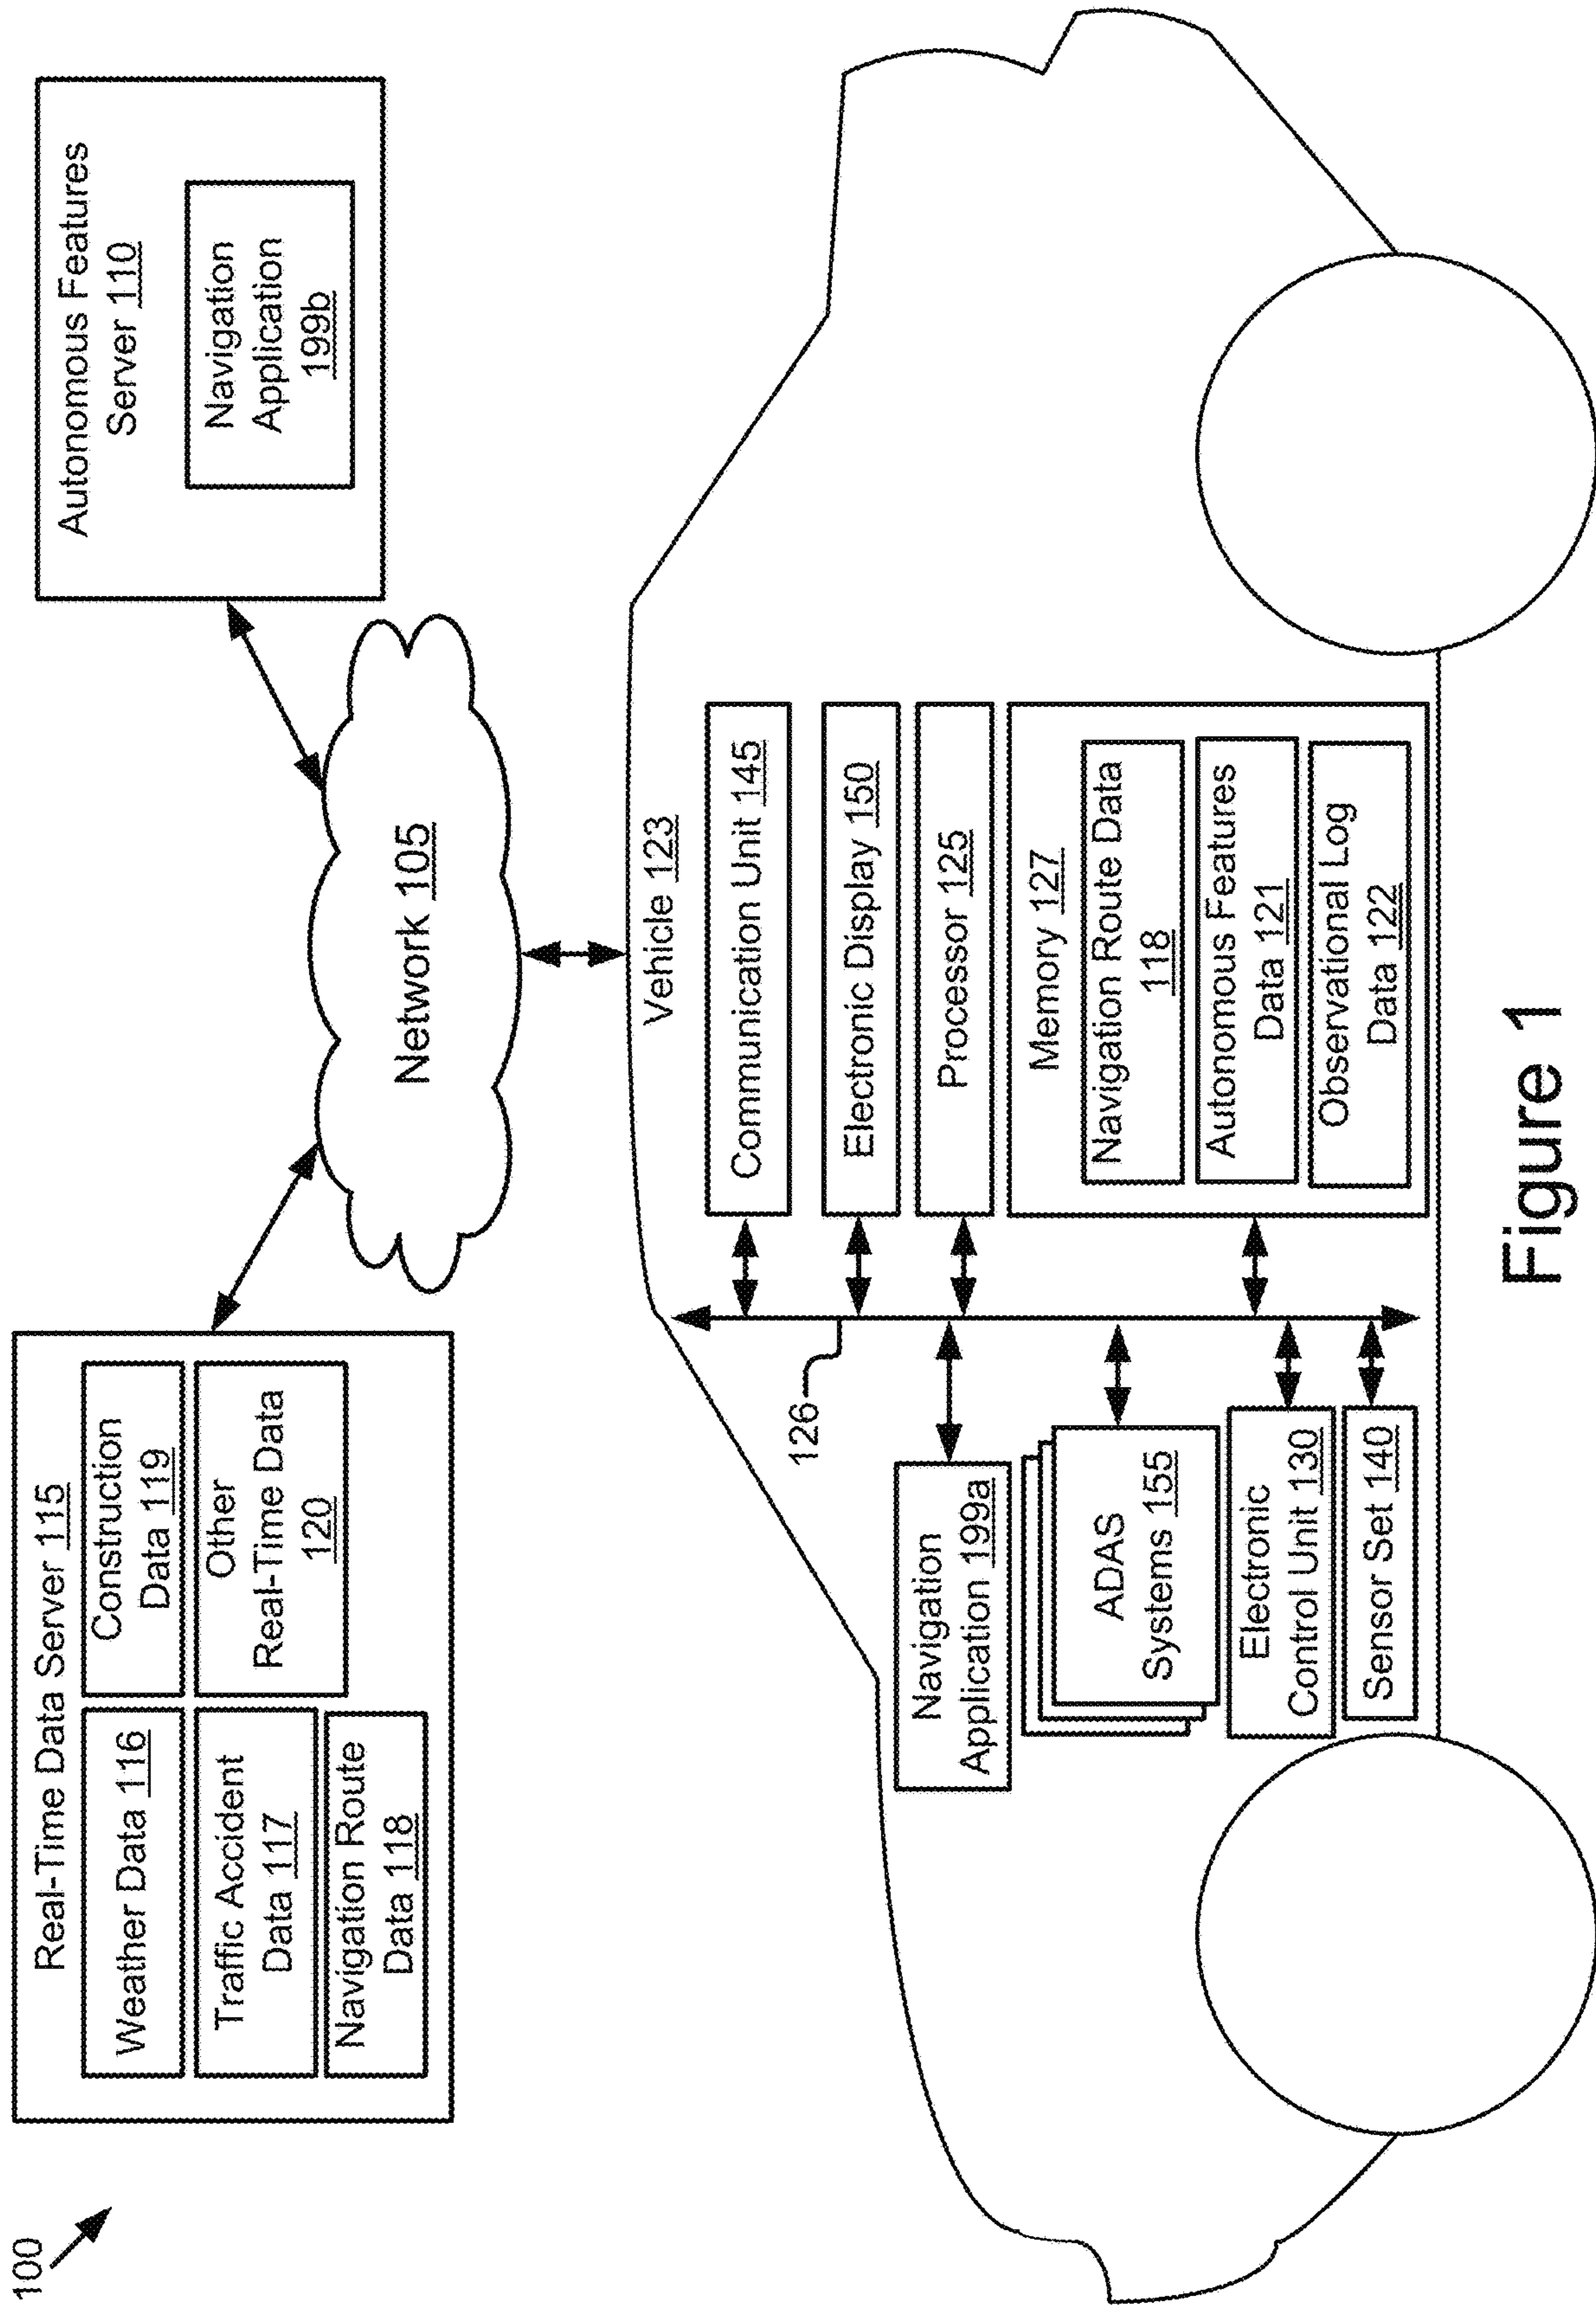 100
Real-Time Data Server 115
Weather Data 116
Construction
Data 119
Traffic Accident
Data 117
Other
Real-Time Data
120
Navigation Route
Data 118
Autonomous Features
Server 110
Navigation
Application
199b
Network 105
Vehicle 123
126
Navigation
Application 199a
ADAS
Systems 155
Electronic
Control Unit 130
Sensor Set 140
Communication Unit 145
Electronic Display 150
Processor 125
Memory 127
Navigation Route Data
118
Autonomous Features
Data 121
Observational Log
Data 122
Figure 1